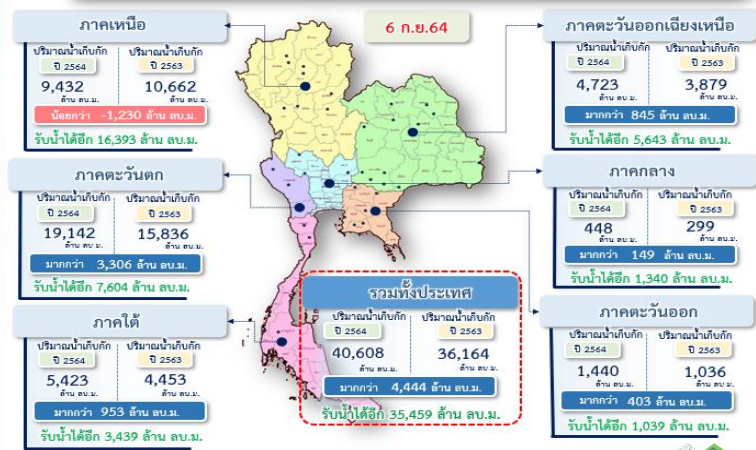 6 ก.ย.64
ภาคเหนือ
ปริมาณน้ำเก็บกัก ปริมาณน้ำเก็บกัก
ปี 2564 ปี 2563
9,432 10,662
ล้าน ลบ.ม. ล้าน ลบ.ม.
น้อยกว่า -1,230 ล้าน ลบ.ม.
รับน้ำได้อีก 16,393 ล้าน ลบ.ม.
ภาคตะวันออกเฉียงเหนือ
ปริมาณน้ำเก็บกัก ปริมาณน้ำเก็บกัก
ปี 2564 ปี 2563
4,723 3,879
ล้าน ลบ.ม. ล้าน ลบ.ม.
มากกว่า 845 ล้าน ลบ.ม.
รับน้ำได้อีก 5,643 ล้าน ลบ.ม.
ภาคตะวันตก
ปริมาณน้ำเก็บกัก ปริมาณน้ำเก็บกัก
ปี 2564 ปี 2563
19,142 15,836
ล้าน ลบ.ม. ล้าน ลบ.ม.
มากกว่า 3,306 ล้าน ลบ.ม.
รับน้ำได้อีก 7,604 ล้าน ลบ.ม.
ภาคกลาง
ปริมาณน้ำเก็บกัก ปริมาณน้ำเก็บกัก
ปี 2564 ปี 2563
448 299
ล้าน ลบ.ม. ล้าน ลบ.ม.
มากกว่า 149 ล้าน ลบ.ม.
รับน้ำได้อีก 1,340 ล้าน ลบ.ม.
ภาคใต้
ปริมาณน้ำเก็บกัก ปริมาณน้ำเก็บกัก
ปี 2564 ปี 2563
5,423 4,453
ล้าน ลบ.ม. ล้าน ลบ.ม.
มากกว่า 953 ล้าน ลบ.ม.
รับน้ำได้อีก 3,439 ล้าน ลบ.ม.
รวมทั้งประเทศ
ปริมาณน้ำเก็บกัก ปริมาณน้ำเก็บกัก
ปี 2564 ปี 2563
40,608 36,164
ล้าน ลบ.ม. ล้าน ลบ.ม.
มากกว่า 4,444 ล้าน ลบ.ม.
รับน้ำได้อีก 35,459 ล้าน ลบ.ม.
ภาคตะวันออก
ปริมาณน้ำเก็บกัก ปริมาณน้ำเก็บกัก
ปี 2564 ปี 2563
1,440 1,036
ล้าน ลบ.ม. ล้าน ลบ.ม.
มากกว่า 403 ล้าน ลบ.ม.
รับน้ำได้อีก 1,039 ล้าน ลบ.ม.